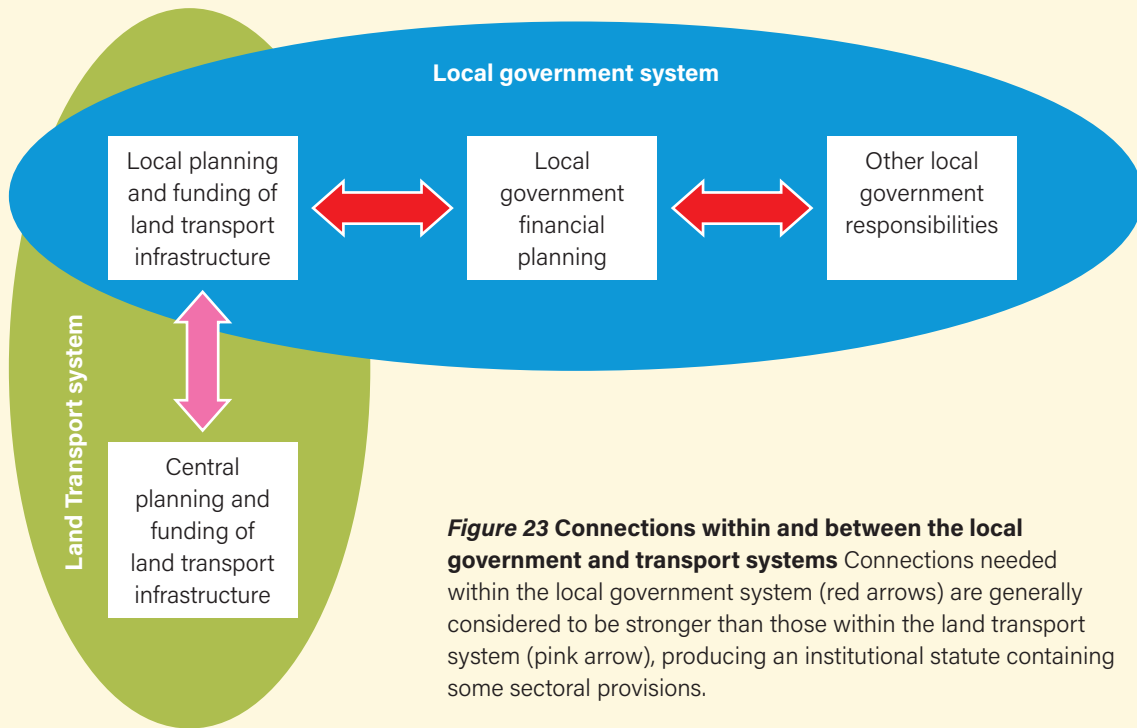 Local government system
Local planning
and funding of
land transport
infrastructure
Local
government
financial
planning
Other local
government
responsibilities
Land Transport system
Central
planning and
funding of
land transport
infrastructure
Figure 23 Connections within and between the local
government and transport systems Connections needed
within the local government system (red arrows) are generally
considered to be stronger than those within the land transport
system (pink arrow), producing an institutional statute containing
some sectoral provisions.